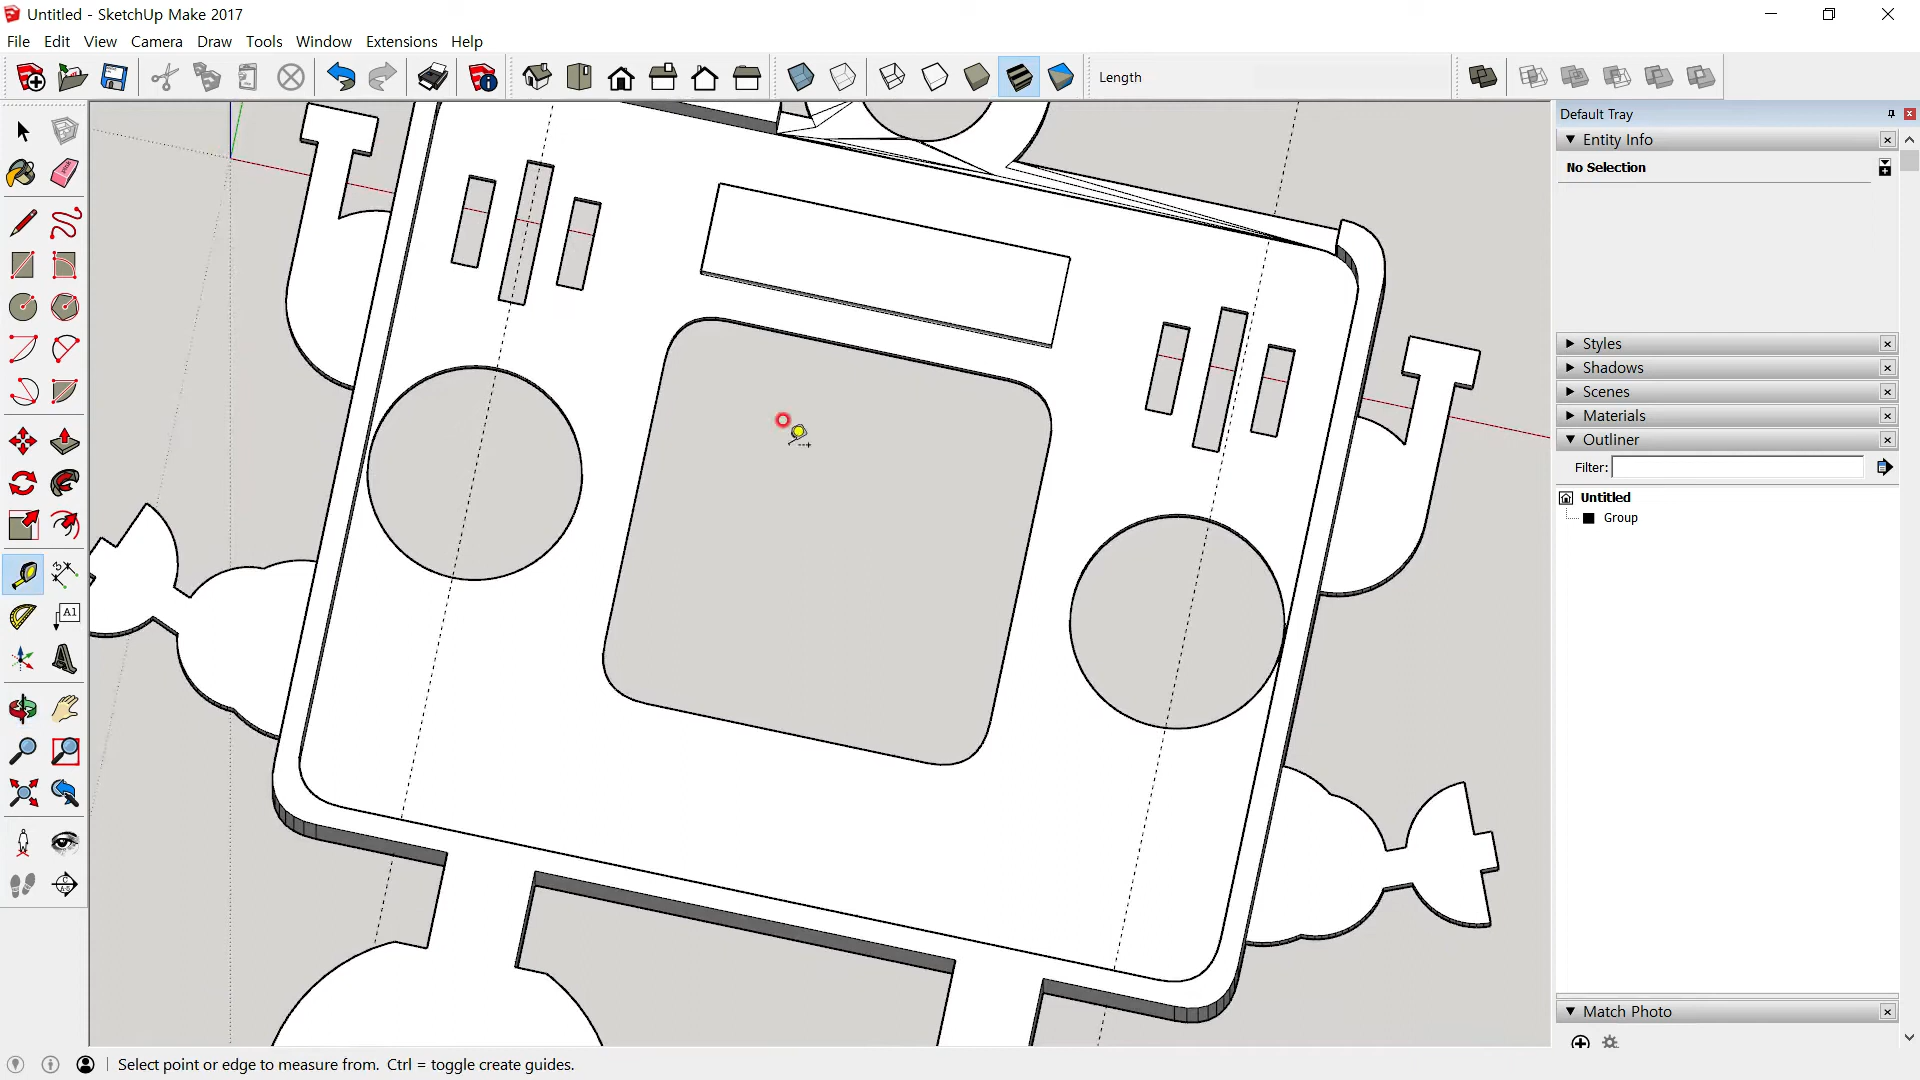 Untitled - SketchUp Make 2017
File Edit View Camera Draw Tools Window Extensions Help
Length
Default Tray
Entity Info
No Selection
Styles
Shadows
Scenes
Materials
Outliner
Filter:
Untitled
Group
A1
Match Photo
Select point or edge to measure from. Ctrl = toggle create guides.